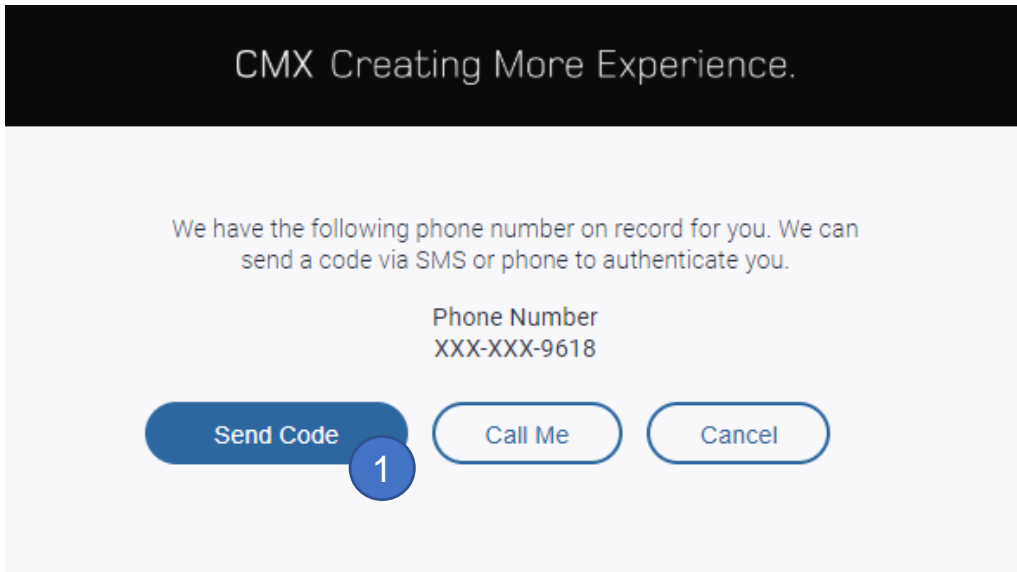 CMX Creating More Experience.
We have the following phone number on record for you. We can
send a code via SMS or phone to authenticate you.
Phone Number
XXX-XXX-9618
Send Code
Call Me
Cancel
1